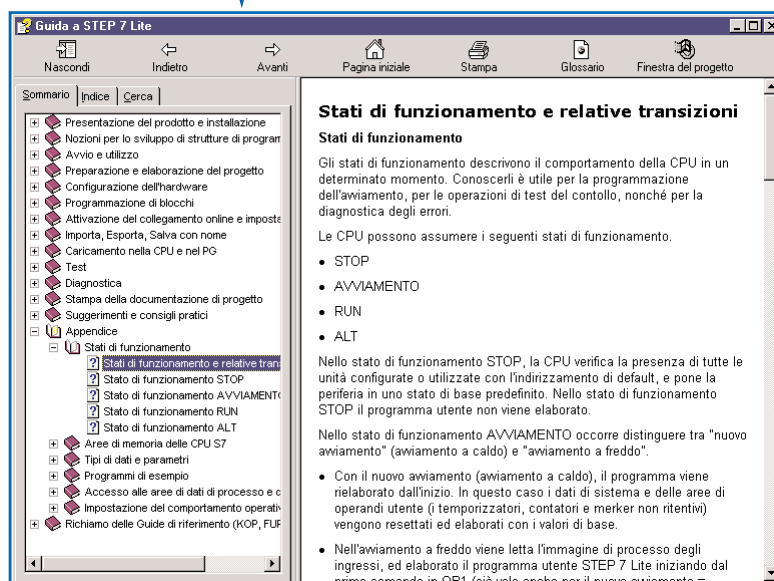 Guida a STEP 7 Lite
Nascondi Indietro Avanti Pagina iniziale Stampa Glossario Finestra del progetto
Sommario Indice Cerca
Presentazione del prodotto e installazione
Nozioni per lo sviluppo di strutture di program
Avvio e utilizzo
Preparazione e elaborazione del progetto
Configurazione dell'hardware
Programmazione di blocchi
Attivazione del collegamento online e imposta
Importa, Esporta, Salva con nome
Caricamento nella CPU e nel PG
Test
Diagnostica
Stampa della documentazione di progetto
Suggerimenti e consigli pratici
Appendice
Stati di funzionamento
Stati di funzionamento e relative trans
Stato di funzionamento STOP
Stato di funzionamento AVVIAMENTO
Stato di funzionamento RUN
Stato di funzionamento ALT
Aree di memoria delle CPU S7
Tipi di dati e parametri
Programmi di esempio
Accesso alle aree di dati di processo e c
Impostazione del comportamento operativ
Richiamo delle Guide di riferimento (KOP, FUP
Stati di funzionamento e relative transizioni
Stati di funzionamento
Gli stati di funzionamento descrivono il comportamento della CPU in un
determinato momento. Conoscerli è utile per la programmazione
dell'avviamento, per le operazioni di test del contollo, nonché per la
diagnostica degli errori.
Le CPU possono assumere i seguenti stati di funzionamento.
• STOP
• AVVIAMENTO
• RUN
• ALT
Nello stato di funzionamento STOP, la CPU verifica la presenza di tutte le
unità configurate o utilizzate con l'indirizzamento di default, e pone la
periferia in uno stato di base predefinito. Nello stato di funzionamento
STOP il programma utente non viene elaborato.
Nello stato di funzionamento AVVIAMENTO occorre distinguere tra "nuovo
avviamento" (avviamento a caldo) e "avviamento a freddo".
• Con il nuovo avviamento (avviamento a caldo), il programma viene
rielaborato dall'inizio. In questo caso i dati di sistema e delle aree di
operandi utente (i temporizzatori, contatori e merker non ritentivi)
vengono resettati ed elaborati con i valori di base.
• Nell'avviamento a freddo viene letta l'immagine di processo degli
ingressi, ed elaborato il programma utente STEP 7 Lite iniziando dal
primo comando in OB1 (ciò vale anche per il nuovo avviamento =